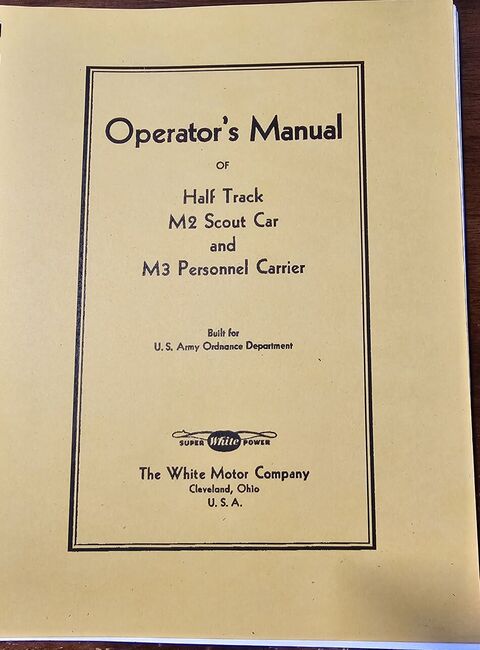 Operator's Manual
OF
Half Track
M2 Scout Car
and
M3 Personnel Carrier
Built for
U. S. Army Ordnance Department
SUPER White POWER
The White Motor Company
Cleveland, Ohio
U. S. A.